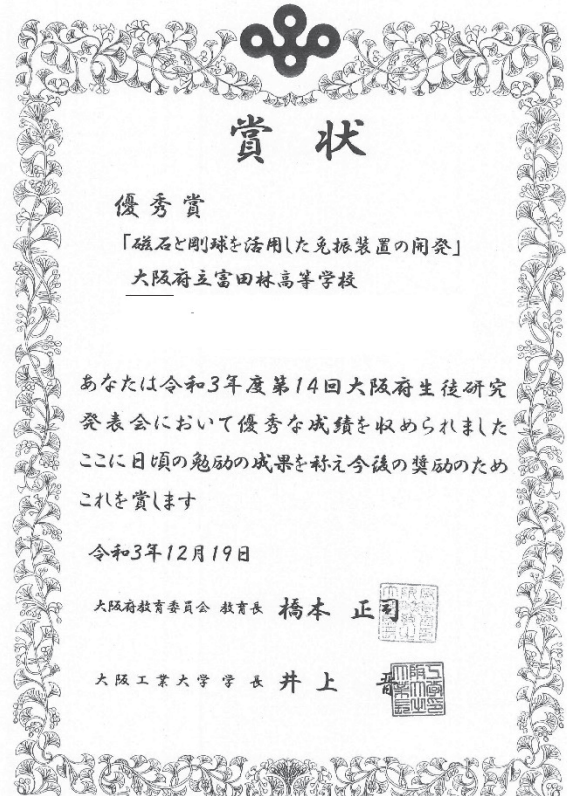 賞状
優秀賞
「磁石と剛球を活用した免振装置の開発」
大阪府立富田林高等学校
あなたは令和3年度第14回大阪府生徒研究
発表会において優秀な成績を収められました
ここに日頃の勉励の成果を称え今後の奨励のため
これを賞します
令和3年12月19日
大阪府教育委員会 教育長 橋本 正司
大阪工業大学学長 井上 晋